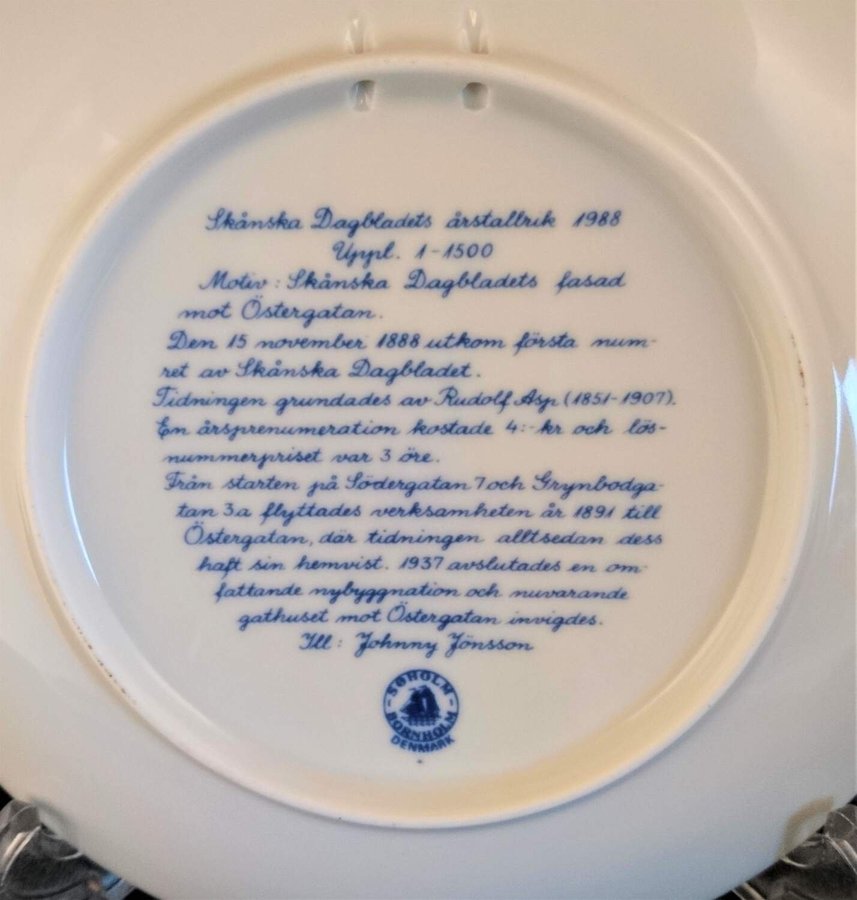 Skånska Dagbladets årstallrik 1988
Uppl. 1-1500
Motiv: Skånska Dagbladets fasad
mot Östergatan.
Den 15 november 1888 utkom första num-
ret av Skånska Dagbladet.
Tidningen grundades av Rudolf Asp (1851-1907).
En årsprenumeration kostade 4:- kr och lös-
nummerpriset var 3 öre.
Från starten på Södergatan 7 och Grynbodga-
tan 3.a flyttades verksamheten år 1891 till
Östergatan, där tidningen alltsedan dess
haft sin hemvist. 1937 avslutades en om-
fattande nybyggnation och nuvarande
gathuset mot Östergatan invigdes.
Ill: Johnny Jönsson
SØHOLM
BORNHOLM
DENMARK